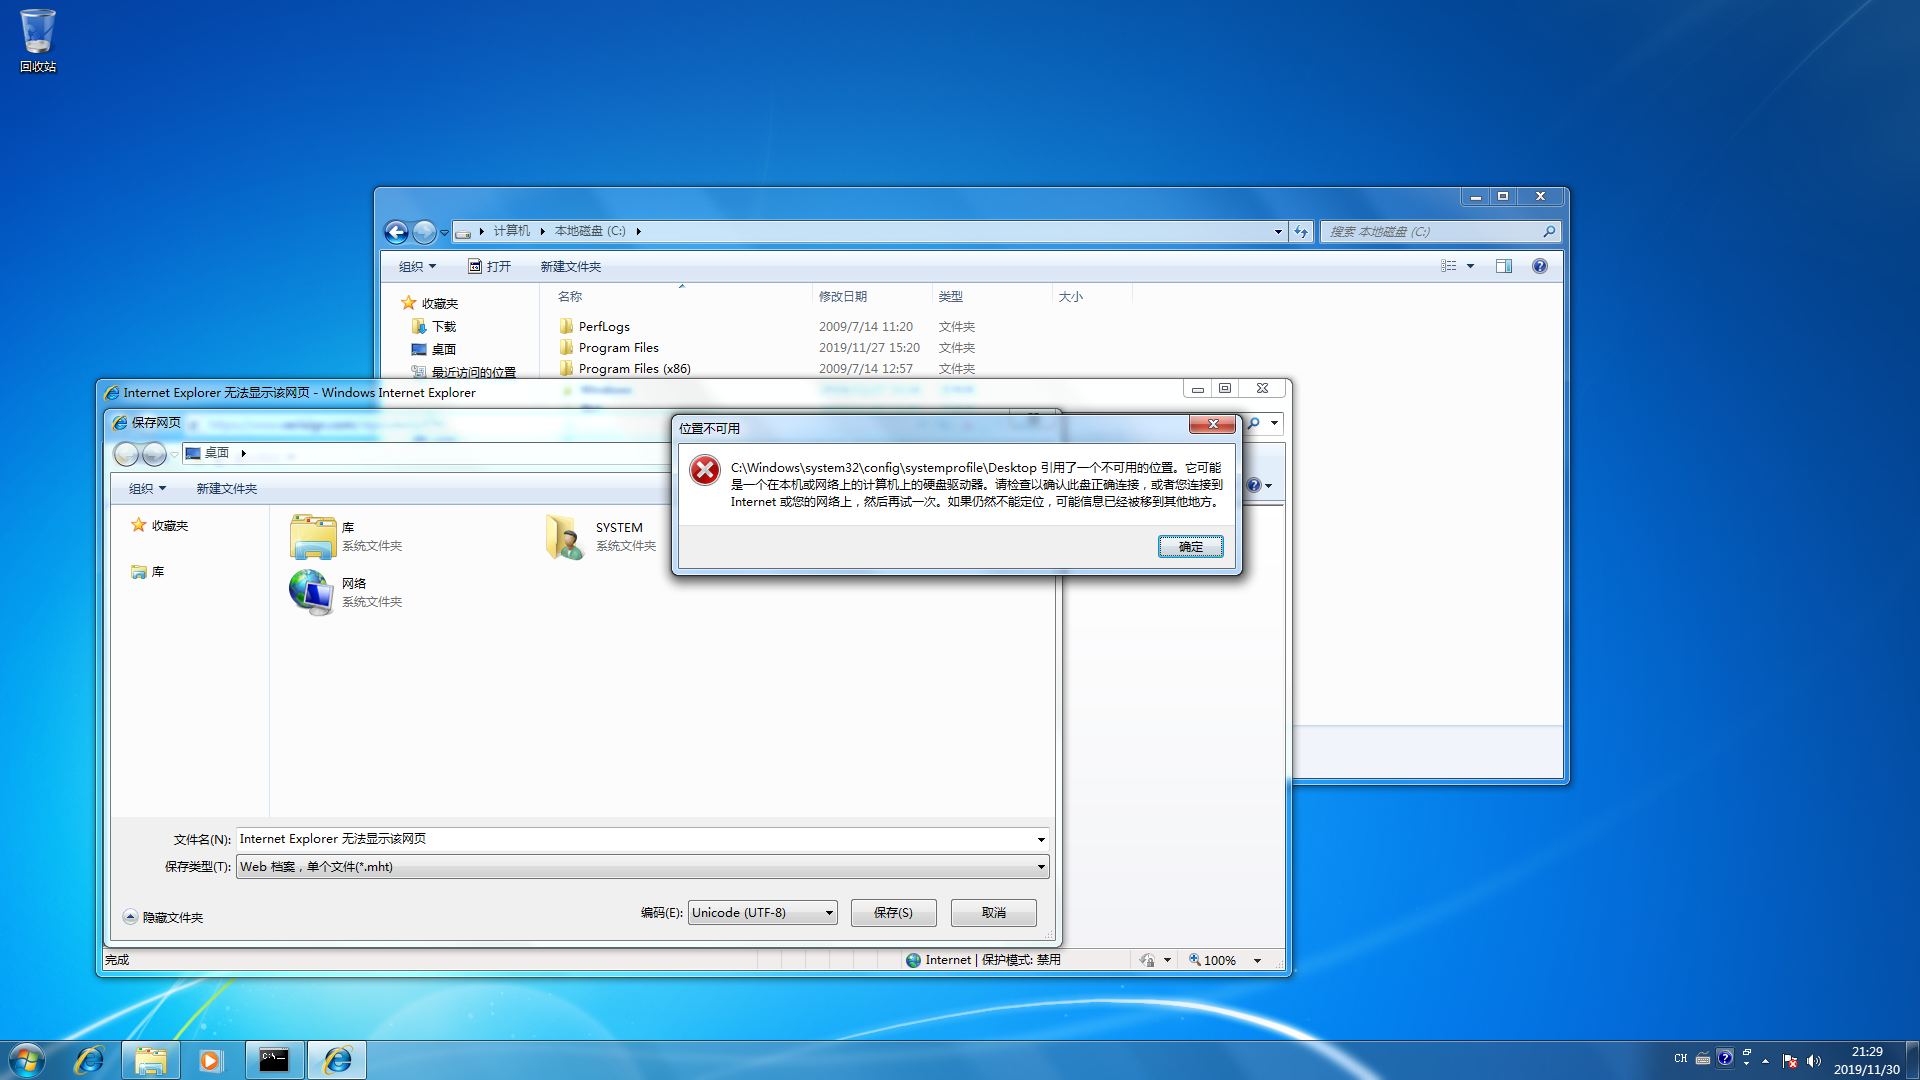 回收站
计算机
本地磁盘 (C:)
搜索 本地磁盘 (C:)
组织
打开
新建文件夹
名称
修改日期
类型
大小
收藏夹
下载
桌面
最近访问的位置
PerfLogs
2009/7/14 11:20
文件夹
Program Files
2019/11/27 15:20
文件夹
Program Files (x86)
2009/7/14 12:57
文件夹
Internet Explorer 无法显示该网页 - Windows Internet Explorer
保存网页
桌面
组织
新建文件夹
收藏夹
库
库
系统文件夹
SYSTEM
系统文件夹
网络
系统文件夹
位置不可用
C:\Windows\system32\config\systemprofile\Desktop 引用了一个不可用的位置。它可能
是一个在本机或网络上的计算机上的硬盘驱动器。请检查以确认此盘正确连接，或者您连接到
Internet 或您的网络上，然后再试一次。如果仍然不能定位，可能信息已经被移到其他地方。
确定
文件名(N):
Internet Explorer 无法显示该网页
保存类型(T):
Web 档案，单个文件(*.mht)
隐藏文件夹
编码(E):
Unicode (UTF-8)
保存(S)
取消
完成
Internet | 保护模式: 禁用
100%
CH
21:29
2019/11/30